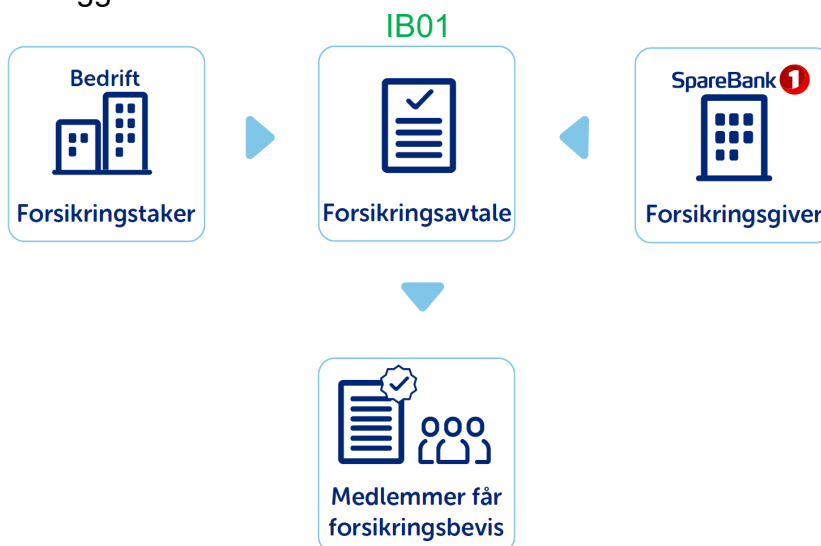 IB01
Bedrift
Forsikringstaker
Forsikringsavtale
SpareBank 1
Forsikringsgiver
Medlemmer får
forsikringsbevis